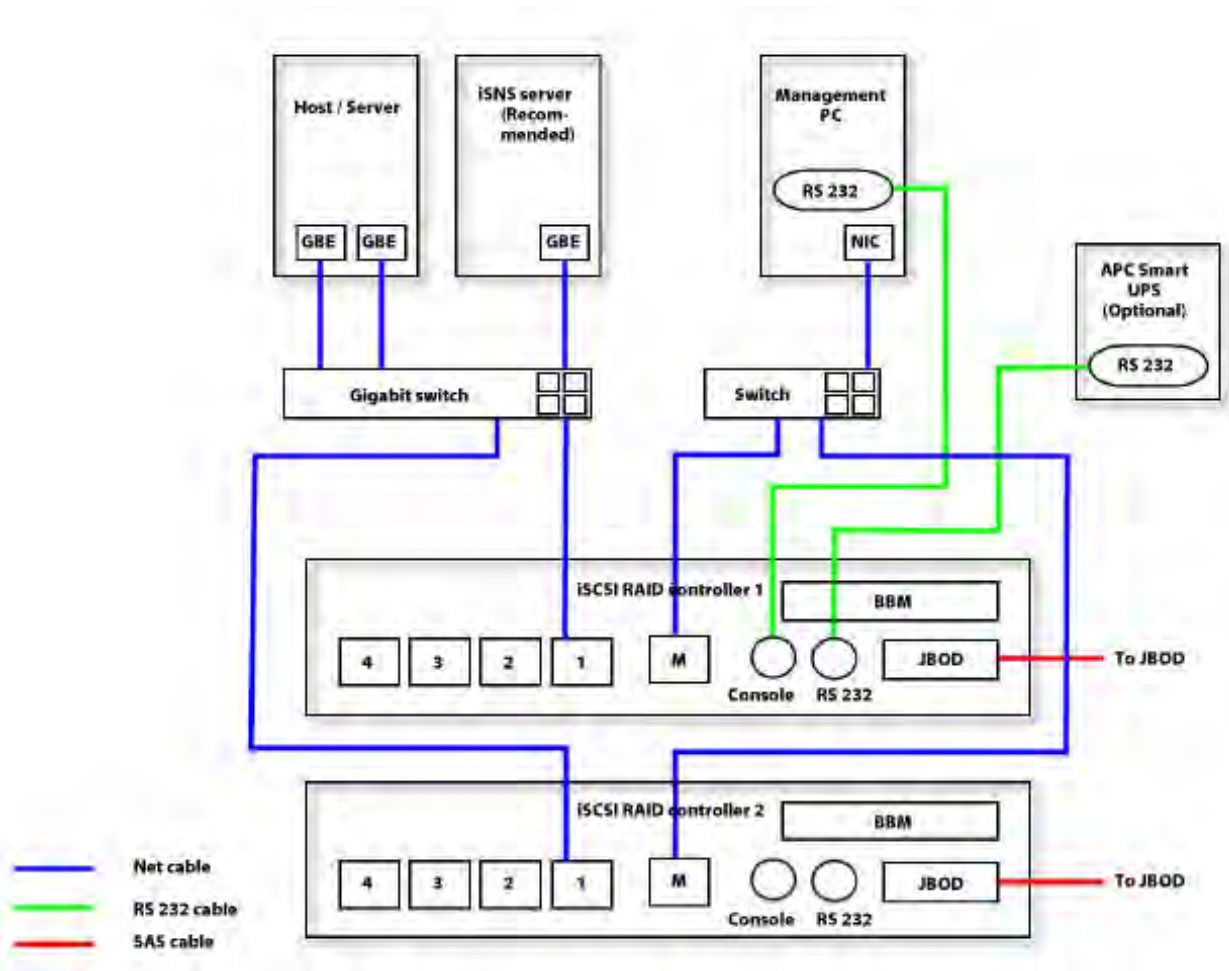 Host / Server
iSNS server
(Recom-
mended)
Management
PC
RS 232
GBE
GBE
GBE
NIC
APC Smart
UPS
(Optional)
RS 232
Gigabit switch
Switch
iSCSI RAID controller 1
BBM
4
3
2
1
M
JBOD
To JBOD
Console
RS 232
iSCSI RAID controller 2
BBM
4
3
2
1
M
JBOD
To JBOD
Console
RS 232
Net cable
RS 232 cable
SAS cable